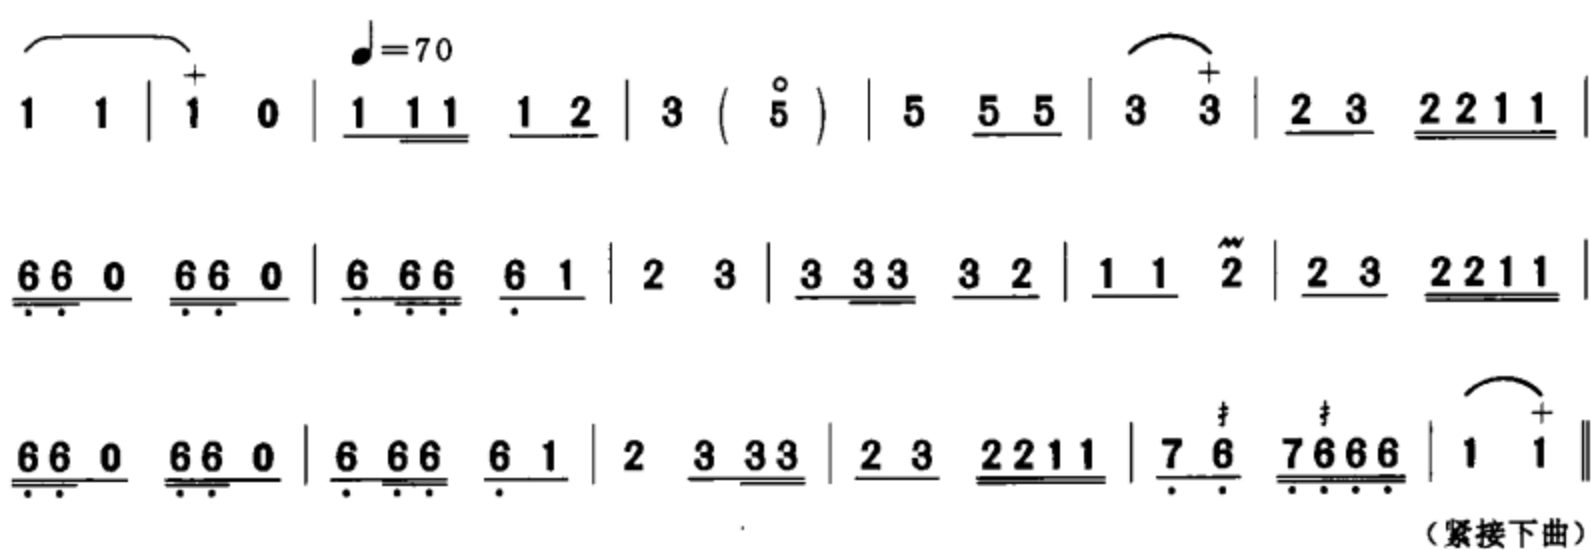 ♩=70
1 1 | 1 0 | 1 11 1 2 | 3 ( 5 ) | 5 5 5 | 3 3 | 2 3 2211 |
66 0 66 0 | 6 66 6 1 | 2 3 | 3 33 3 2 | 1 1 2 | 2 3 2211 |
66 0 66 0 | 6 66 6 1 | 2 3 33 | 2 3 2211 | 7 6 7666 | 1 1 ‖
(紧接下曲)